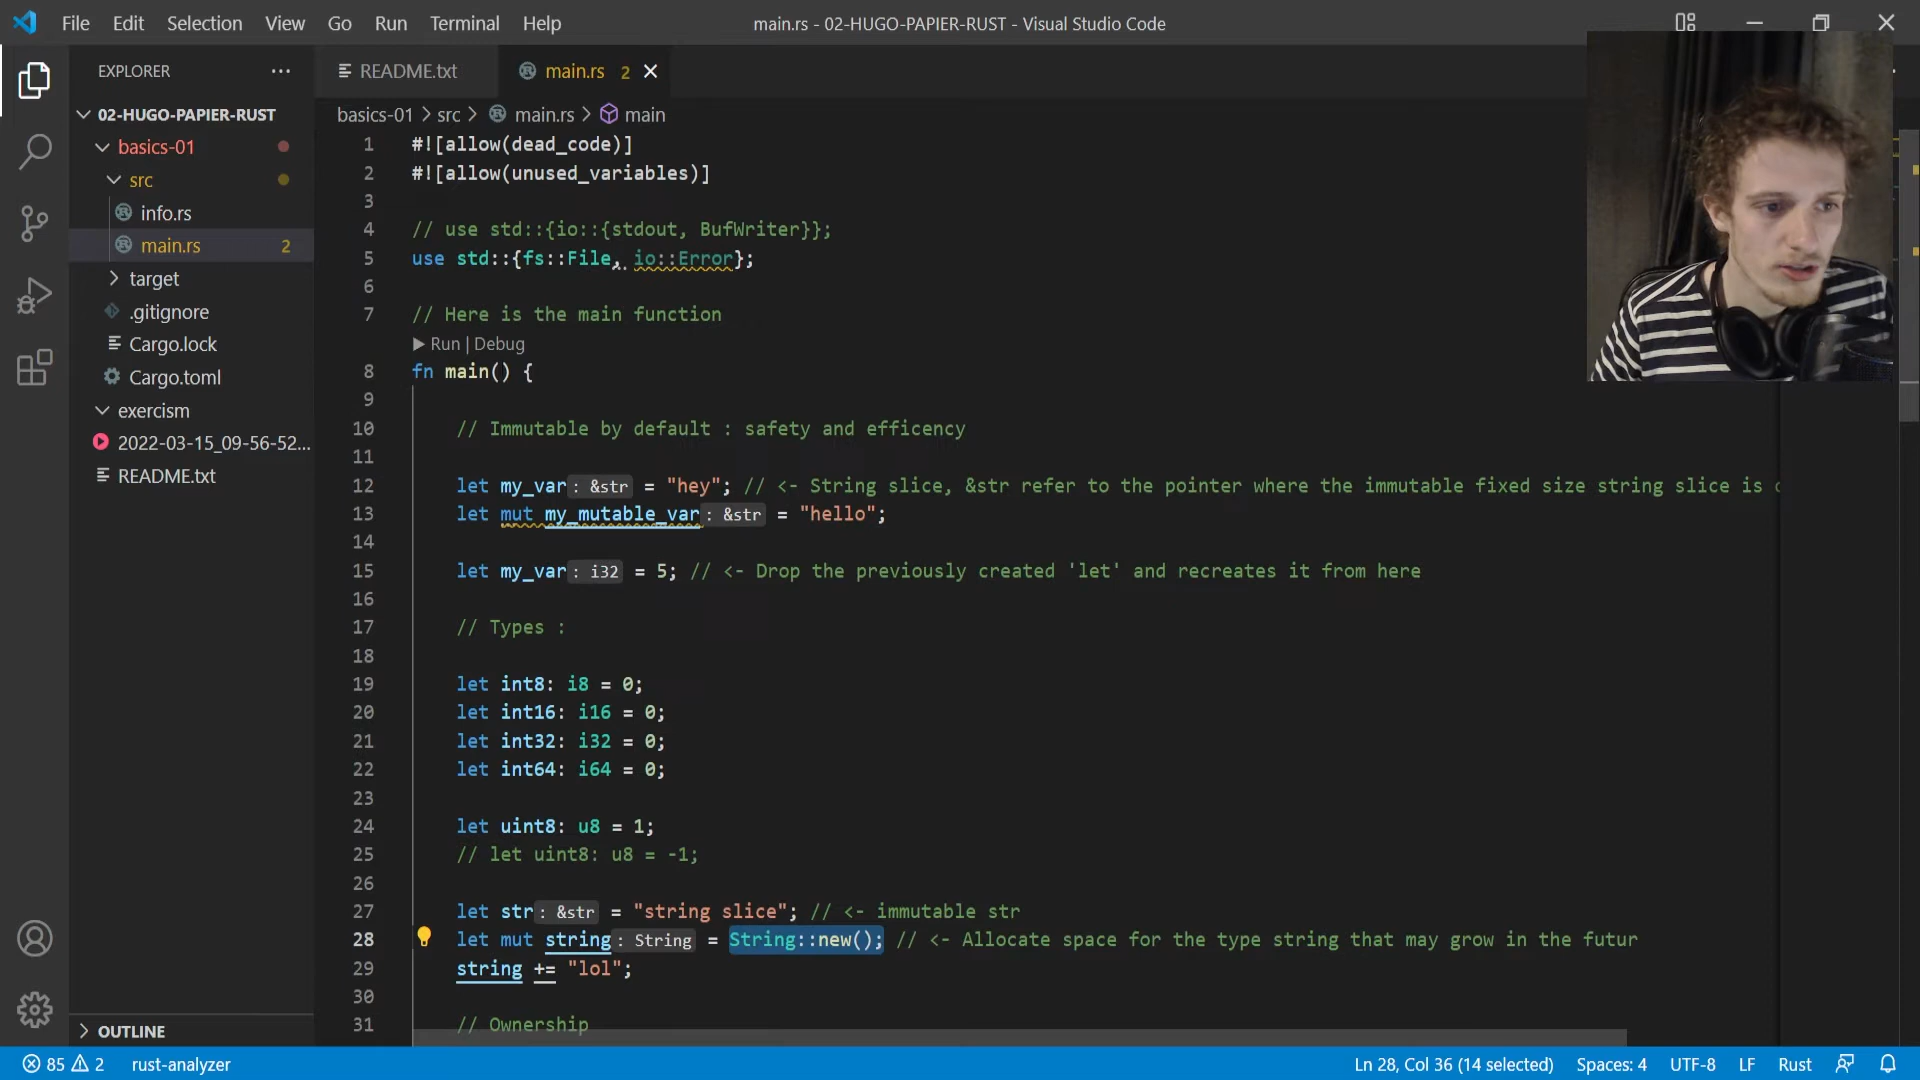 File Edit Selection View Go Run Terminal Help
main.rs - 02-HUGO-PAPIER-RUST - Visual Studio Code
EXPLORER
02-HUGO-PAPIER-RUST
basics-01
src
info.rs
main.rs 2
target
.gitignore
Cargo.lock
Cargo.toml
exercism
2022-03-15_09-56-52...
README.txt
OUTLINE
README.txt
main.rs 2
basics-01 > src > main.rs > main
1 #![allow(dead_code)]
2 #![allow(unused_variables)]
3
4 // use std::{io::{stdout, BufWriter}};
5 use std::{fs::File, io::Error};
6
7 // Here is the main function
Run | Debug
8 fn main() {
9
10 // Immutable by default : safety and efficency
11
12 let my_var: &str = "hey"; // <- String slice, &str refer to the pointer where the immutable fixed size string slice is
13 let mut my_mutable_var: &str = "hello";
14
15 let my_var: i32 = 5; // <- Drop the previously created 'let' and recreates it from here
16
17 // Types :
18
19 let int8: i8 = 0;
20 let int16: i16 = 0;
21 let int32: i32 = 0;
22 let int64: i64 = 0;
23
24 let uint8: u8 = 1;
25 // let uint8: u8 = -1;
26
27 let str: &str = "string slice"; // <- immutable str
28 let mut string: String = String::new(); // <- Allocate space for the type string that may grow in the futur
29 string += "lol";
30
31 // Ownership
85 2 rust-analyzer
Ln 28, Col 36 (14 selected) Spaces: 4 UTF-8 LF Rust